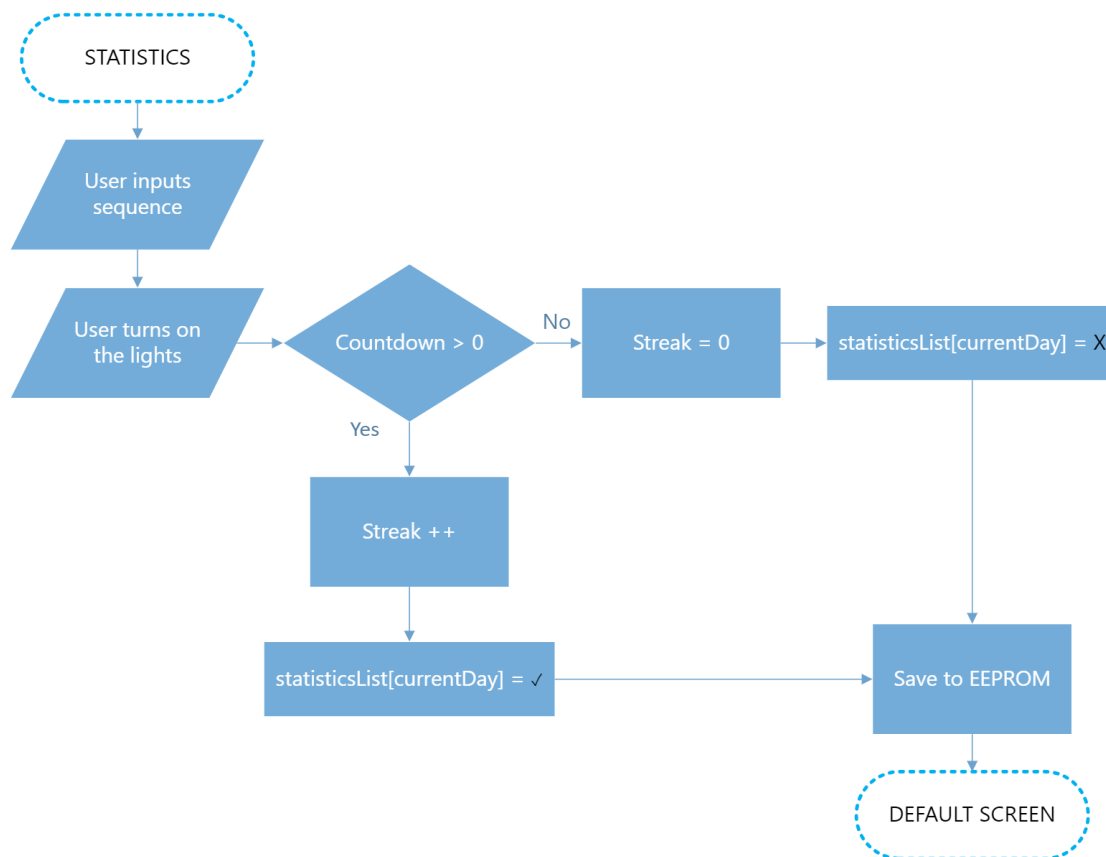 STATISTICS
User inputs
sequence
User turns on
the lights
Countdown > 0
No
Streak = 0
statisticsList[currentDay] = X
Yes
Streak ++
statisticsList[currentDay] = ✓
Save to EEPROM
DEFAULT SCREEN